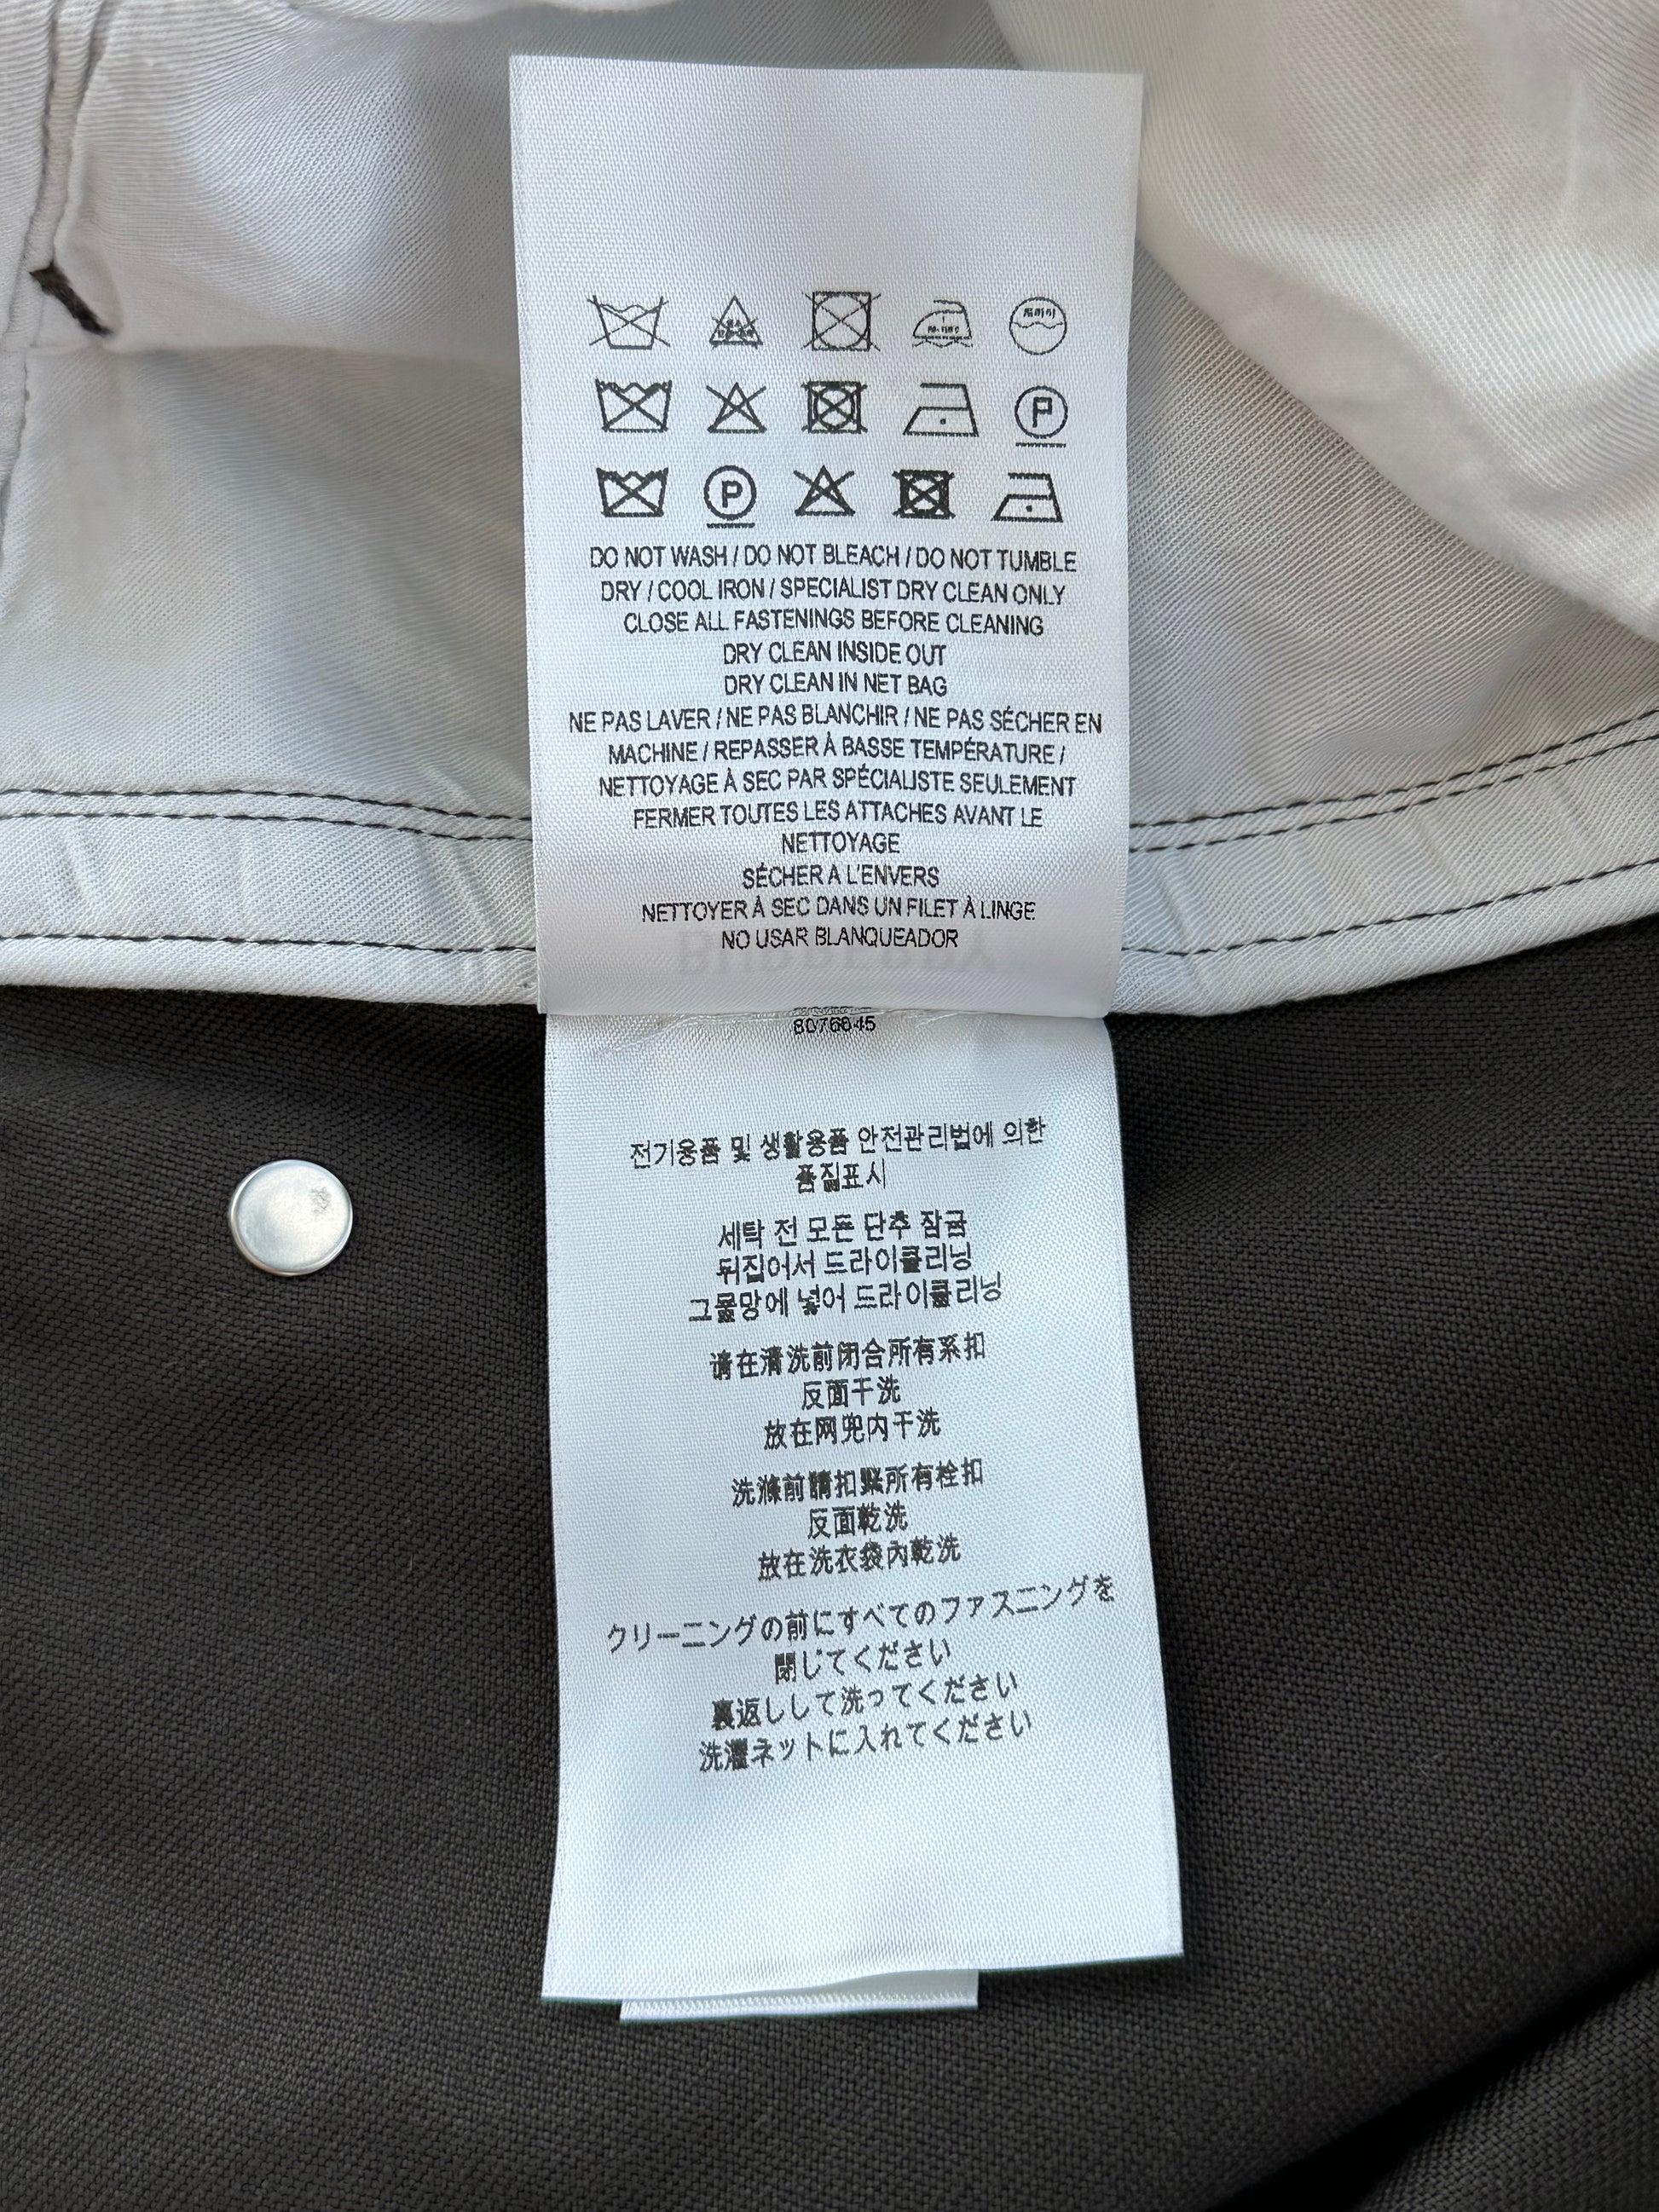 P
P
DO NOT WASH / DO NOT BLEACH / DO NOT TUMBLE
DRY / COOL IRON / SPECIALIST DRY CLEAN ONLY
CLOSE ALL FASTENINGS BEFORE CLEANING
DRY CLEAN INSIDE OUT
DRY CLEAN IN NET BAG
NE PAS LAVER / NE PAS BLANCHIR / NE PAS SÉCHER EN
MACHINE / REPASSER À BASSE TEMPÉRATURE /
NETTOYAGE À SEC PAR SPÉCIALISTE SEULEMENT
FERMER TOUTES LES ATTACHES AVANT LE
NETTOYAGE
SÉCHER A L'ENVERS
NETTOYER À SEC DANS UN FILET À LINGE
NO USAR BLANQUEADOR
8076645
전기용품 및 생활용품 안전관리법에 의한
품질표시
세탁 전 모든 단추 잠금
뒤집어서 드라이클리닝
그물망에 넣어 드라이클리닝
请在清洗前闭合所有系扣
反面干洗
放在网兜内干洗
洗滌前請扣緊所有栓扣
反面乾洗
放在洗衣袋內乾洗
クリーニングの前にすべてのファスニングを
閉じてください
裏返しして洗ってください
洗濯ネットに入れてください